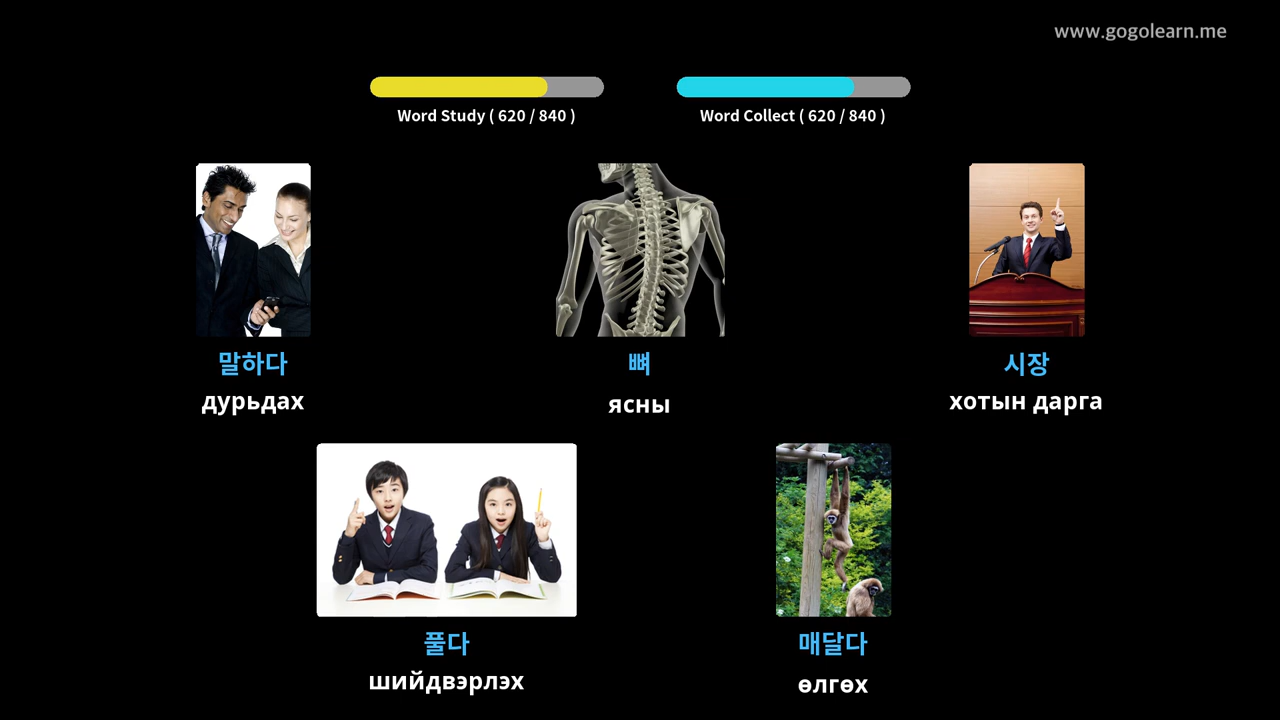 www.gogolearn.me
Word Study ( 620 / 840 )
Word Collect ( 620 / 840 )
말하다
дурьдах
뼈
ясны
시장
хотын дарга
풀다
шийдвэрлэх
매달다
өлгөх